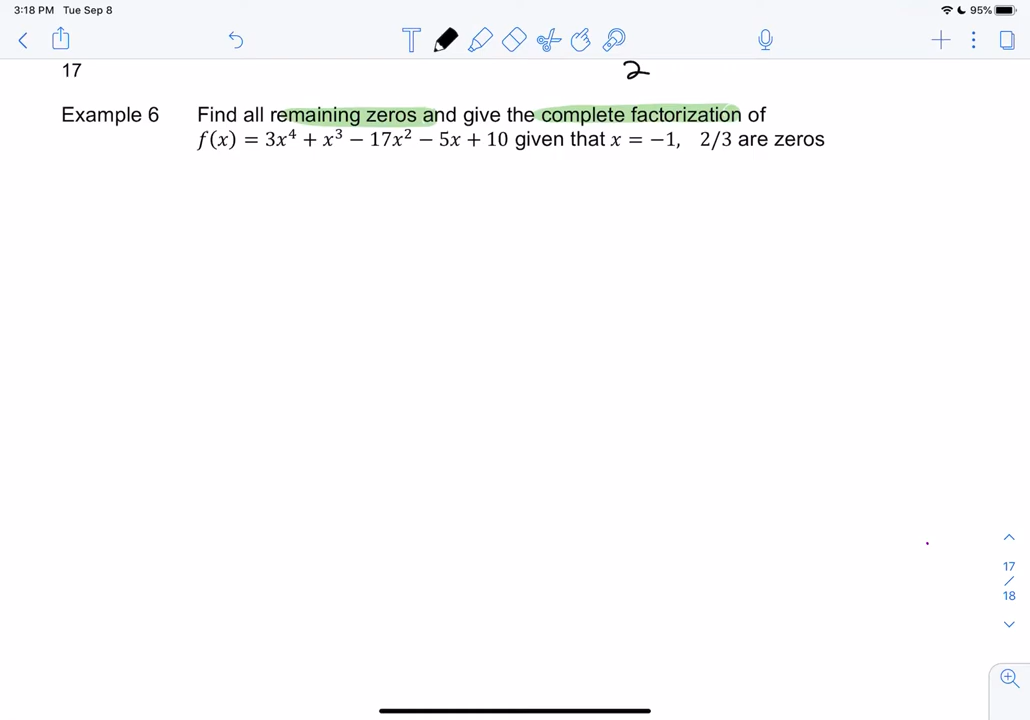 3:18 PM Tue Sep 8 95%
17
2
Example 6 Find all remaining zeros and give the complete factorization of
f(x) = 3x⁴ + x³ − 17x² − 5x + 10 given that x = −1, 2/3 are zeros
17
/
18